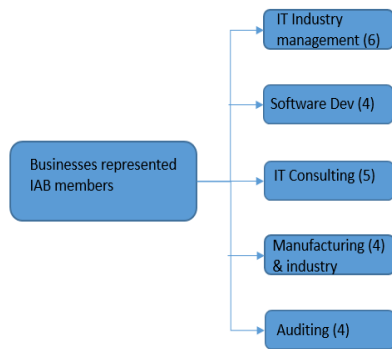 IT Industry
management (6)
Software Dev (4)
Businesses represented
IAB members
IT Consulting (5)
Manufacturing (4)
& industry
Auditing (4)